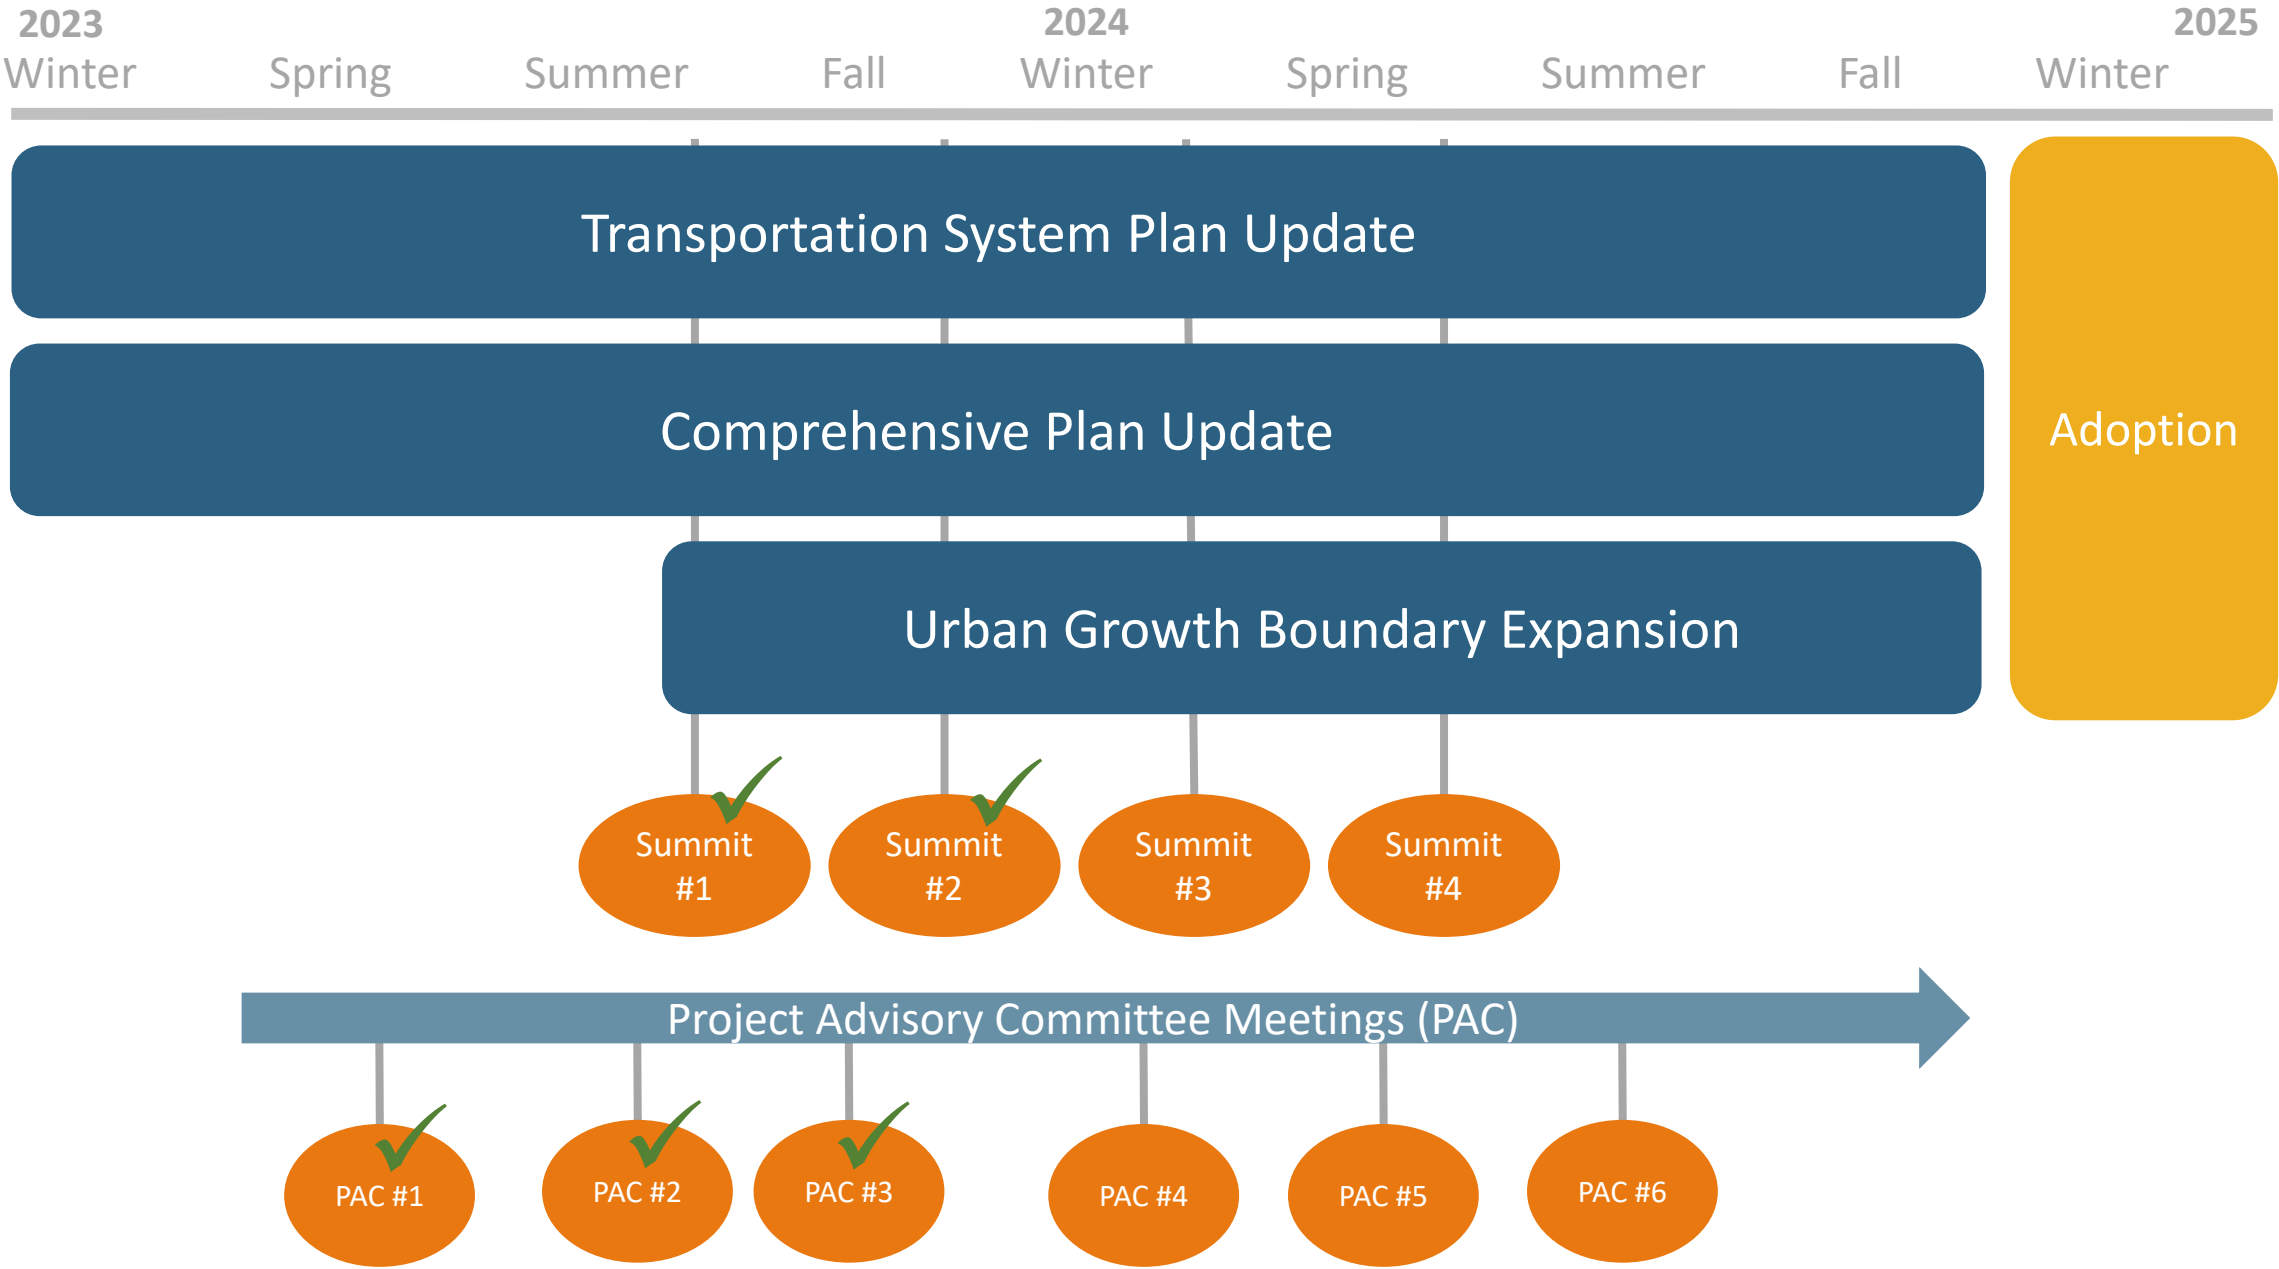 2023 2024 2025
Winter Spring Summer Fall Winter Spring Summer Fall Winter
Transportation System Plan Update
Comprehensive Plan Update
Adoption
Urban Growth Boundary Expansion
Summit
#1
Summit
#2
Summit
#3
Summit
#4
Project Advisory Committee Meetings (PAC)
PAC #1
PAC #2
PAC #3
PAC #4
PAC #5
PAC #6